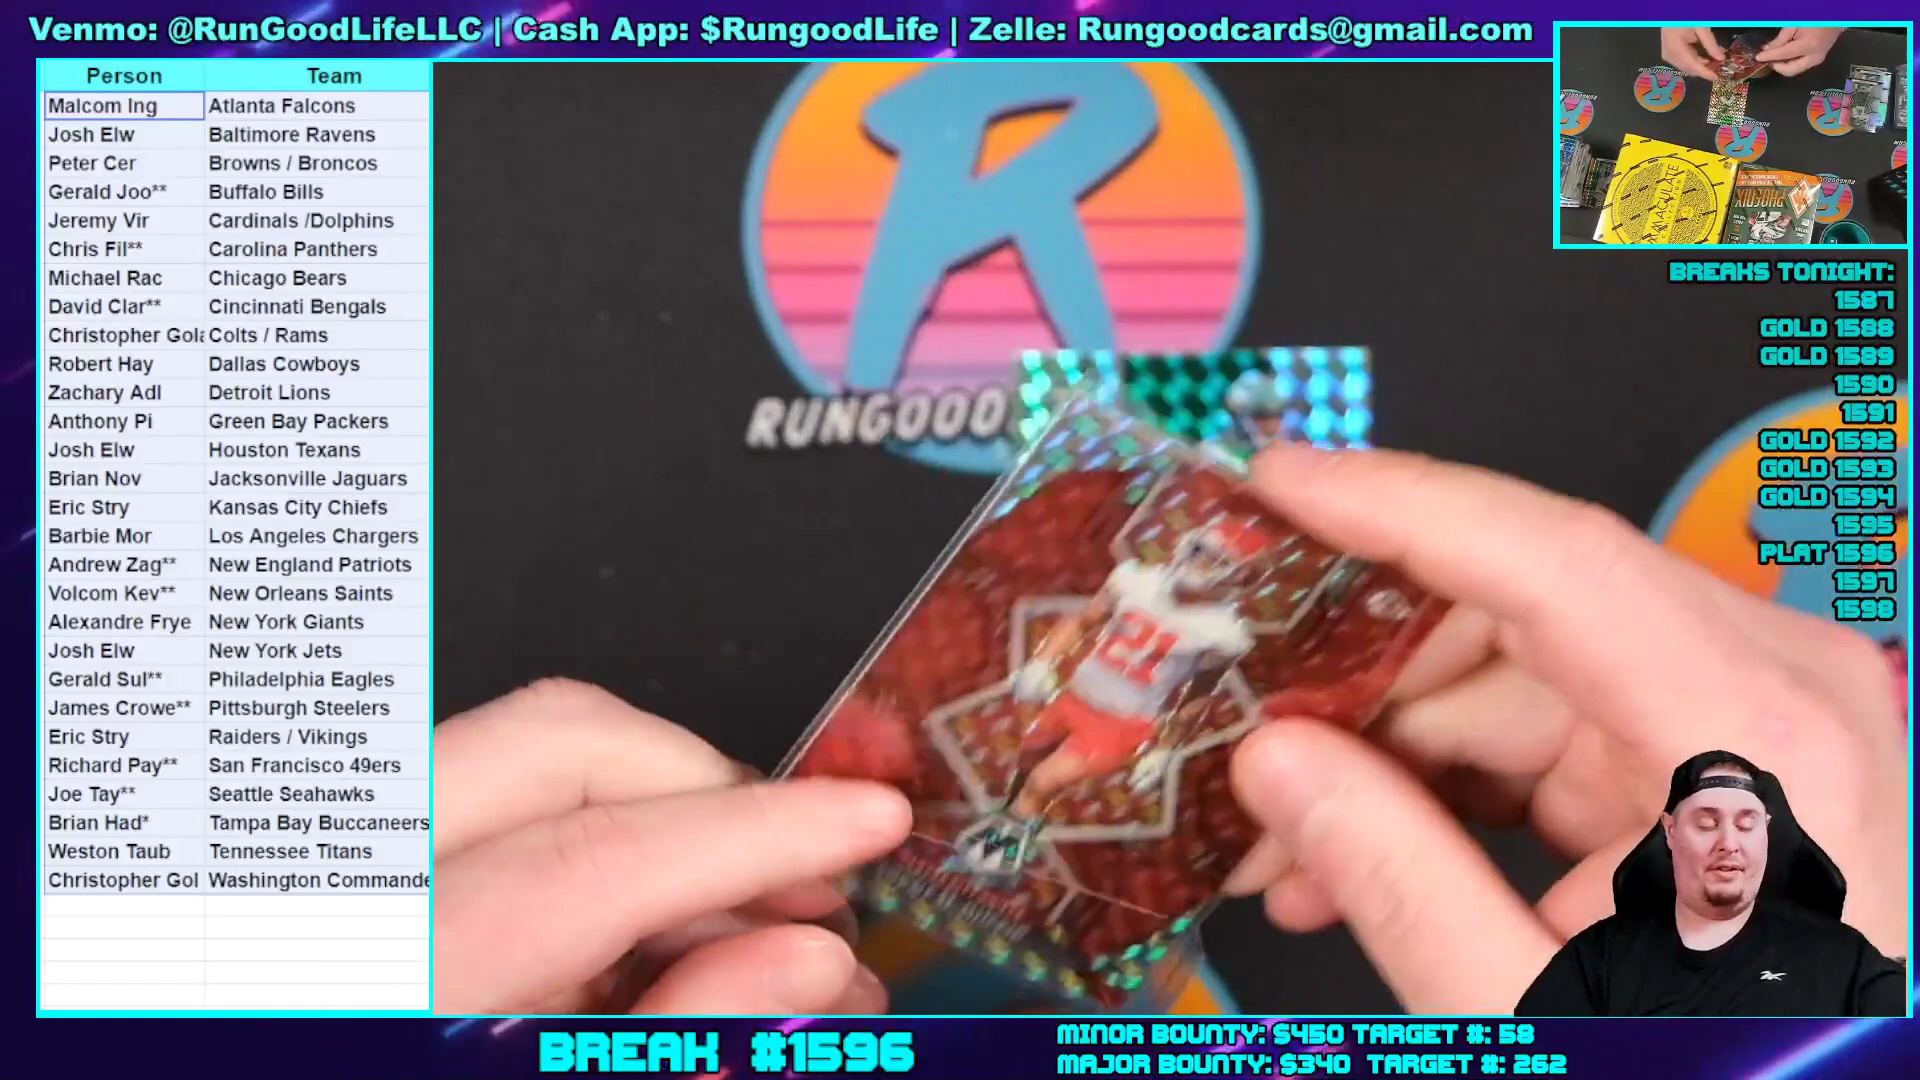 Venmo: @RunGoodLifeLLC | Cash App: $RungoodLife | Zelle: Rungoodcards@gmail.com
Person Team
Malcom Ing Atlanta Falcons
Josh Elw Baltimore Ravens
Peter Cer Browns / Broncos
Gerald Joo** Buffalo Bills
Jeremy Vir Cardinals /Dolphins
Chris Fil** Carolina Panthers
Michael Rac Chicago Bears
David Clar** Cincinnati Bengals
Christopher Gola Colts / Rams
Robert Hay Dallas Cowboys
Zachary Adl Detroit Lions
Anthony Pi Green Bay Packers
Josh Elw Houston Texans
Brian Nov Jacksonville Jaguars
Eric Stry Kansas City Chiefs
Barbie Mor Los Angeles Chargers
Andrew Zag** New England Patriots
Volcom Kev** New Orleans Saints
Alexandre Frye New York Giants
Josh Elw New York Jets
Gerald Sul** Philadelphia Eagles
James Crowe** Pittsburgh Steelers
Eric Stry Raiders / Vikings
Richard Pay** San Francisco 49ers
Joe Tay** Seattle Seahawks
Brian Had* Tampa Bay Buccaneers
Weston Taub Tennessee Titans
Christopher Gol Washington Commande
R
RUNGOOD
21
IMMACULATE
PHOENIX
BREAKS TONIGHT:
1587
GOLD 1588
GOLD 1589
1590
1591
GOLD 1592
GOLD 1593
GOLD 1594
1595
PLAT 1596
1597
1598
BREAK #1596
MINOR BOUNTY: $450 TARGET #: 58
MAJOR BOUNTY: $340 TARGET #: 262